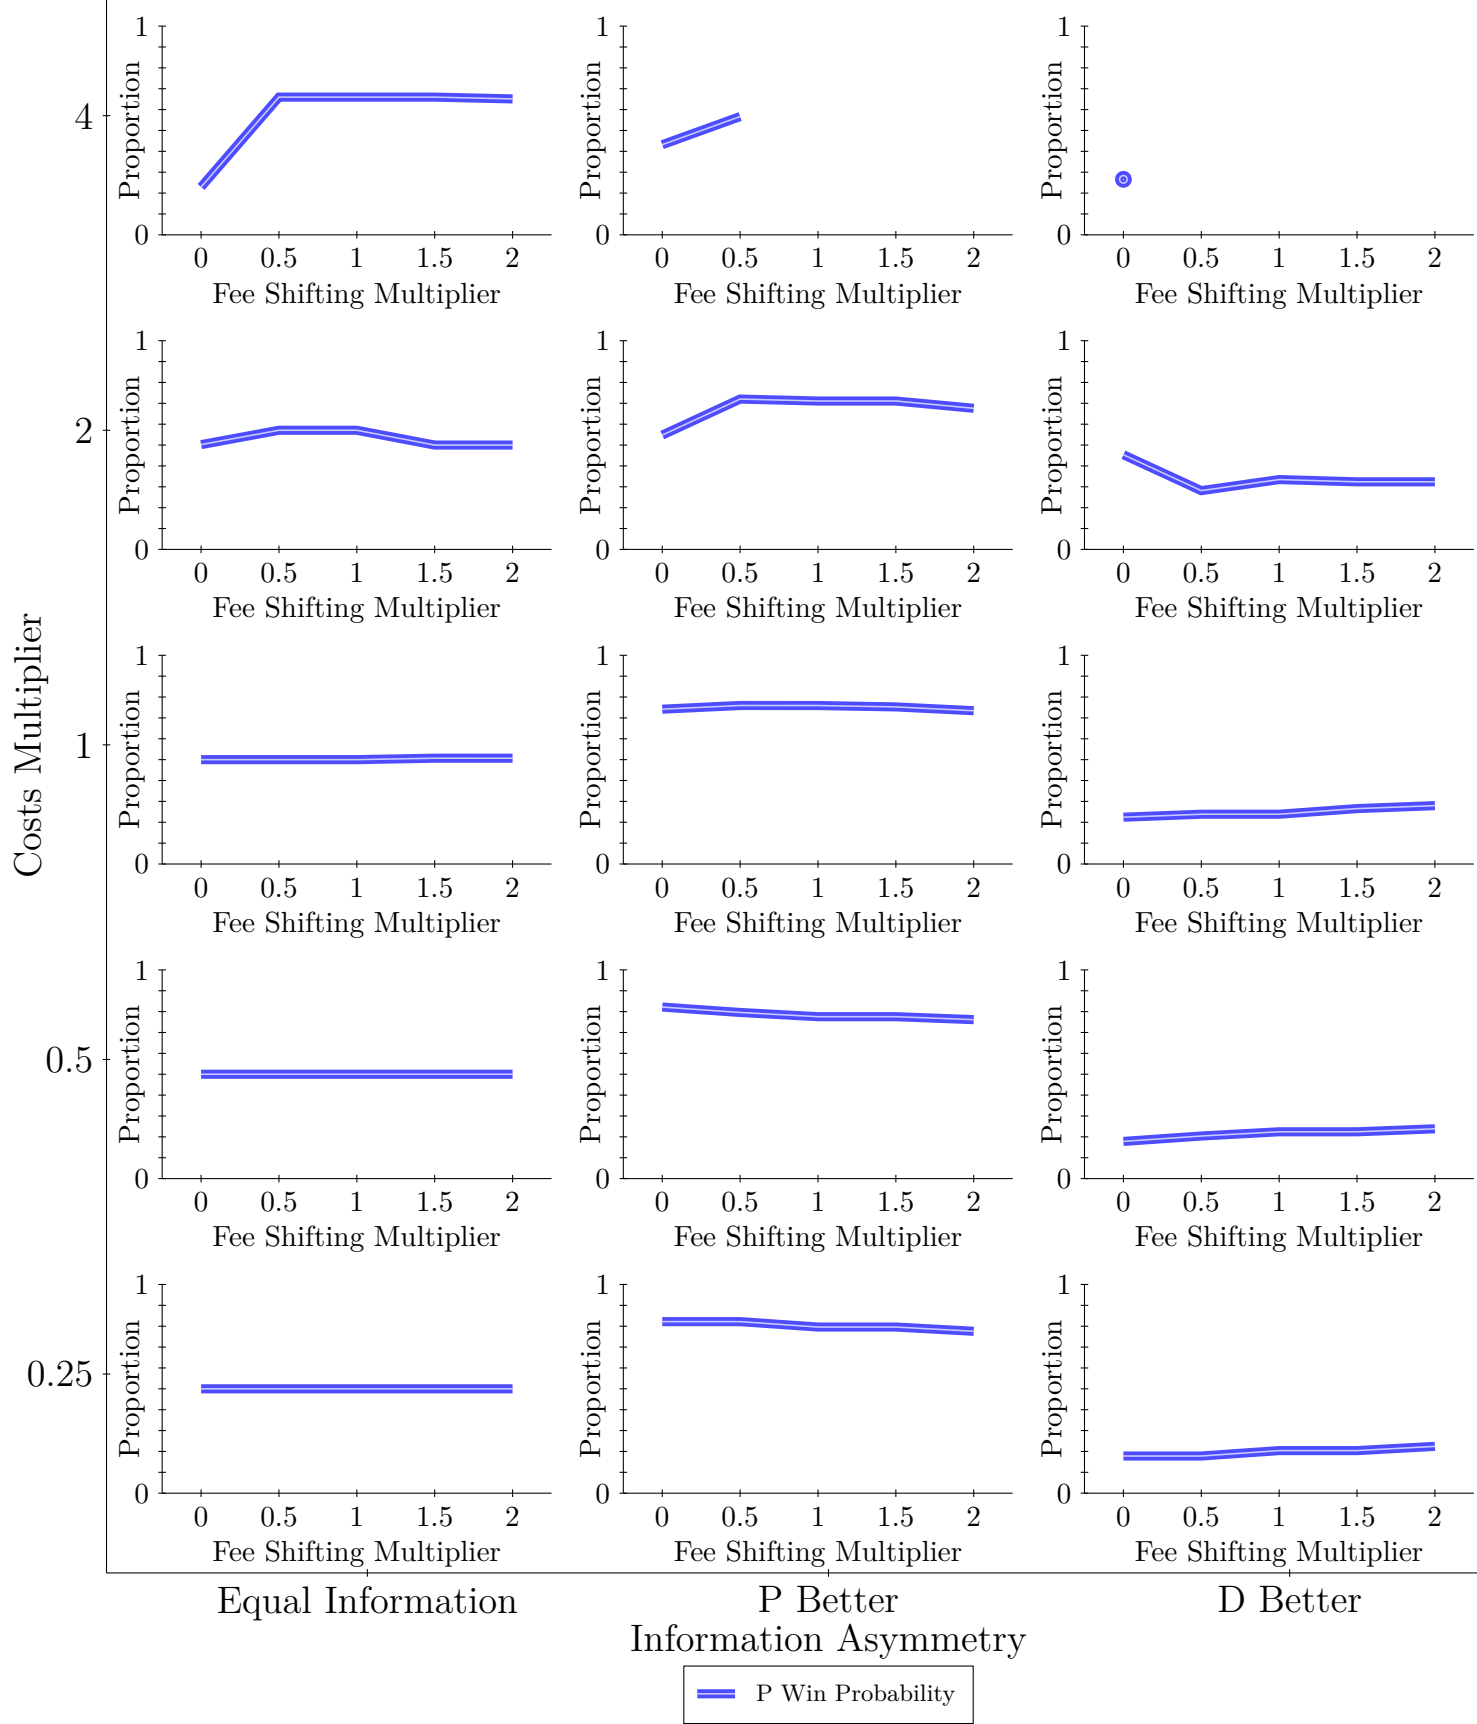 Costs Multiplier
4
1
Proportion
0
0 0.5 1 1.5 2
Fee Shifting Multiplier
1
Proportion
0
0 0.5 1 1.5 2
Fee Shifting Multiplier
1
Proportion
0
0 0.5 1 1.5 2
Fee Shifting Multiplier
2
1
Proportion
0
0 0.5 1 1.5 2
Fee Shifting Multiplier
1
Proportion
0
0 0.5 1 1.5 2
Fee Shifting Multiplier
1
Proportion
0
0 0.5 1 1.5 2
Fee Shifting Multiplier
1
1
Proportion
0
0 0.5 1 1.5 2
Fee Shifting Multiplier
1
Proportion
0
0 0.5 1 1.5 2
Fee Shifting Multiplier
1
Proportion
0
0 0.5 1 1.5 2
Fee Shifting Multiplier
0.5
1
Proportion
0
0 0.5 1 1.5 2
Fee Shifting Multiplier
1
Proportion
0
0 0.5 1 1.5 2
Fee Shifting Multiplier
1
Proportion
0
0 0.5 1 1.5 2
Fee Shifting Multiplier
0.25
1
Proportion
0
0 0.5 1 1.5 2
Fee Shifting Multiplier
1
Proportion
0
0 0.5 1 1.5 2
Fee Shifting Multiplier
1
Proportion
0
0 0.5 1 1.5 2
Fee Shifting Multiplier
Equal Information P Better D Better
Information Asymmetry
P Win Probability